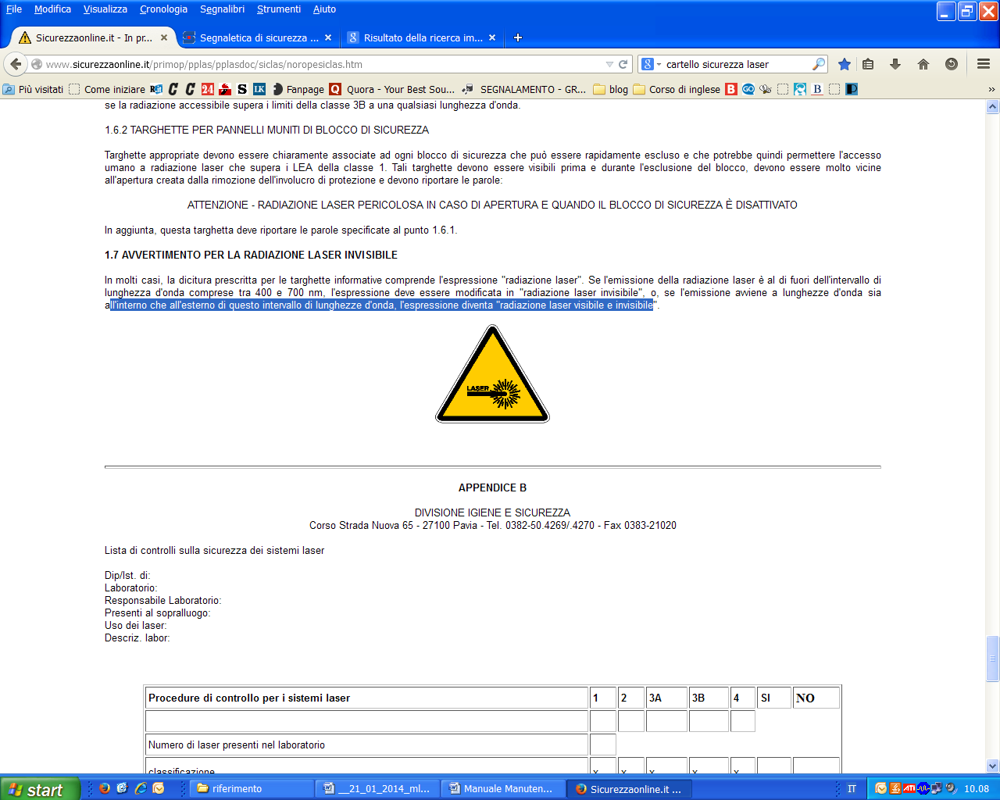 File Modifica Visualizza Cronologia Segnalibri Strumenti Aiuto
Sicurezzaonline.it - In pr...
Segnaletica di sicurezza ...
Risultato della ricerca im...
www.sicurezzaonline.it/primop/pplas/pplasdoc/siclas/noropesiclas.htm
cartello sicurezza laser
Più visitati Come iniziare Fanpage Quora - Your Best Sou... SEGNALAMENTO - GR... blog Corso di inglese
se la radiazione accessibile supera i limiti della classe 3B a una qualsiasi lunghezza d'onda.
1.6.2 TARGHETTE PER PANNELLI MUNITI DI BLOCCO DI SICUREZZA
Targhette appropriate devono essere chiaramente associate ad ogni blocco di sicurezza che può essere rapidamente escluso e che potrebbe quindi permettere l'accesso
umano a radiazione laser che supera i LEA della classe 1. Tali targhette devono essere visibili prima e durante l'esclusione del blocco, devono essere molto vicine
all'apertura creata dalla rimozione dell'involucro di protezione e devono riportare le parole:
ATTENZIONE - RADIAZIONE LASER PERICOLOSA IN CASO DI APERTURA E QUANDO IL BLOCCO DI SICUREZZA È DISATTIVATO
In aggiunta, questa targhetta deve riportare le parole specificate al punto 1.6.1.
1.7 AVVERTIMENTO PER LA RADIAZIONE LASER INVISIBILE
In molti casi, la dicitura prescritta per le targhette informative comprende l'espressione "radiazione laser". Se l'emissione della radiazione laser è al di fuori dell'intervallo di
lunghezza d'onda comprese tra 400 e 700 nm, l'espressione deve essere modificata in "radiazione laser invisibile", o, se l'emissione avviene a lunghezze d'onda sia
all'interno che all'esterno di questo intervallo di lunghezze d'onda, l'espressione diventa "radiazione laser visibile e invisibile".
LASER
APPENDICE B
DIVISIONE IGIENE E SICUREZZA
Corso Strada Nuova 65 - 27100 Pavia - Tel. 0382-50.4269/.4270 - Fax 0383-21020
Lista di controlli sulla sicurezza dei sistemi laser
Dip/Ist. di:
Laboratorio:
Responsabile Laboratorio:
Presenti al sopralluogo:
Uso dei laser:
Descriz. labor:
Procedure di controllo per i sistemi laser 1 2 3A 3B 4 SI NO
Numero di laser presenti nel laboratorio
classificazione x x x x x
start riferimento __21_01_2014_ml... Manuale Manuten... Sicurezzaonline.it ... IT 10.08